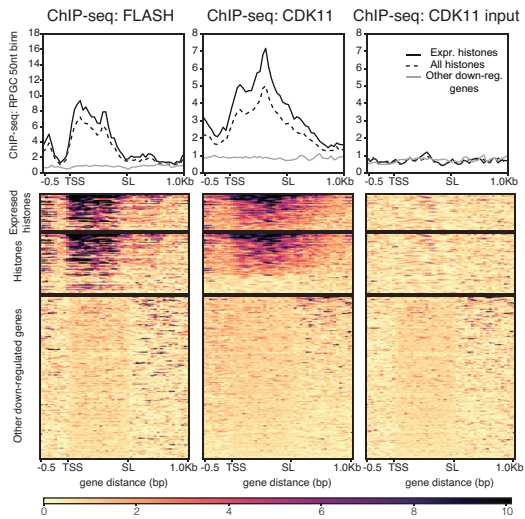 ChIP-seq: FLASH
ChIP-seq: CDK11
ChIP-seq: CDK11 input
ChIP-seq: RPGC 50nt binn
18
16
14
12
10
8
6
4
2
0
8
7
6
5
4
3
2
1
0
8
7
6
5
4
3
2
1
0
Expr. histones
All histones
Other down-reg.
genes
-0.5 TSS SL 1.0Kb
-0.5 TSS SL 1.0Kb
-0.5 TSS SL 1.0Kb
Expresed
histones
Histones
Other down-regulated genes
-0.5 TSS SL 1.0Kb
-0.5 TSS SL 1.0Kb
-0.5 TSS SL 1.0Kb
gene distance (bp)
gene distance (bp)
gene distance (bp)
0 2 4 6 8 10